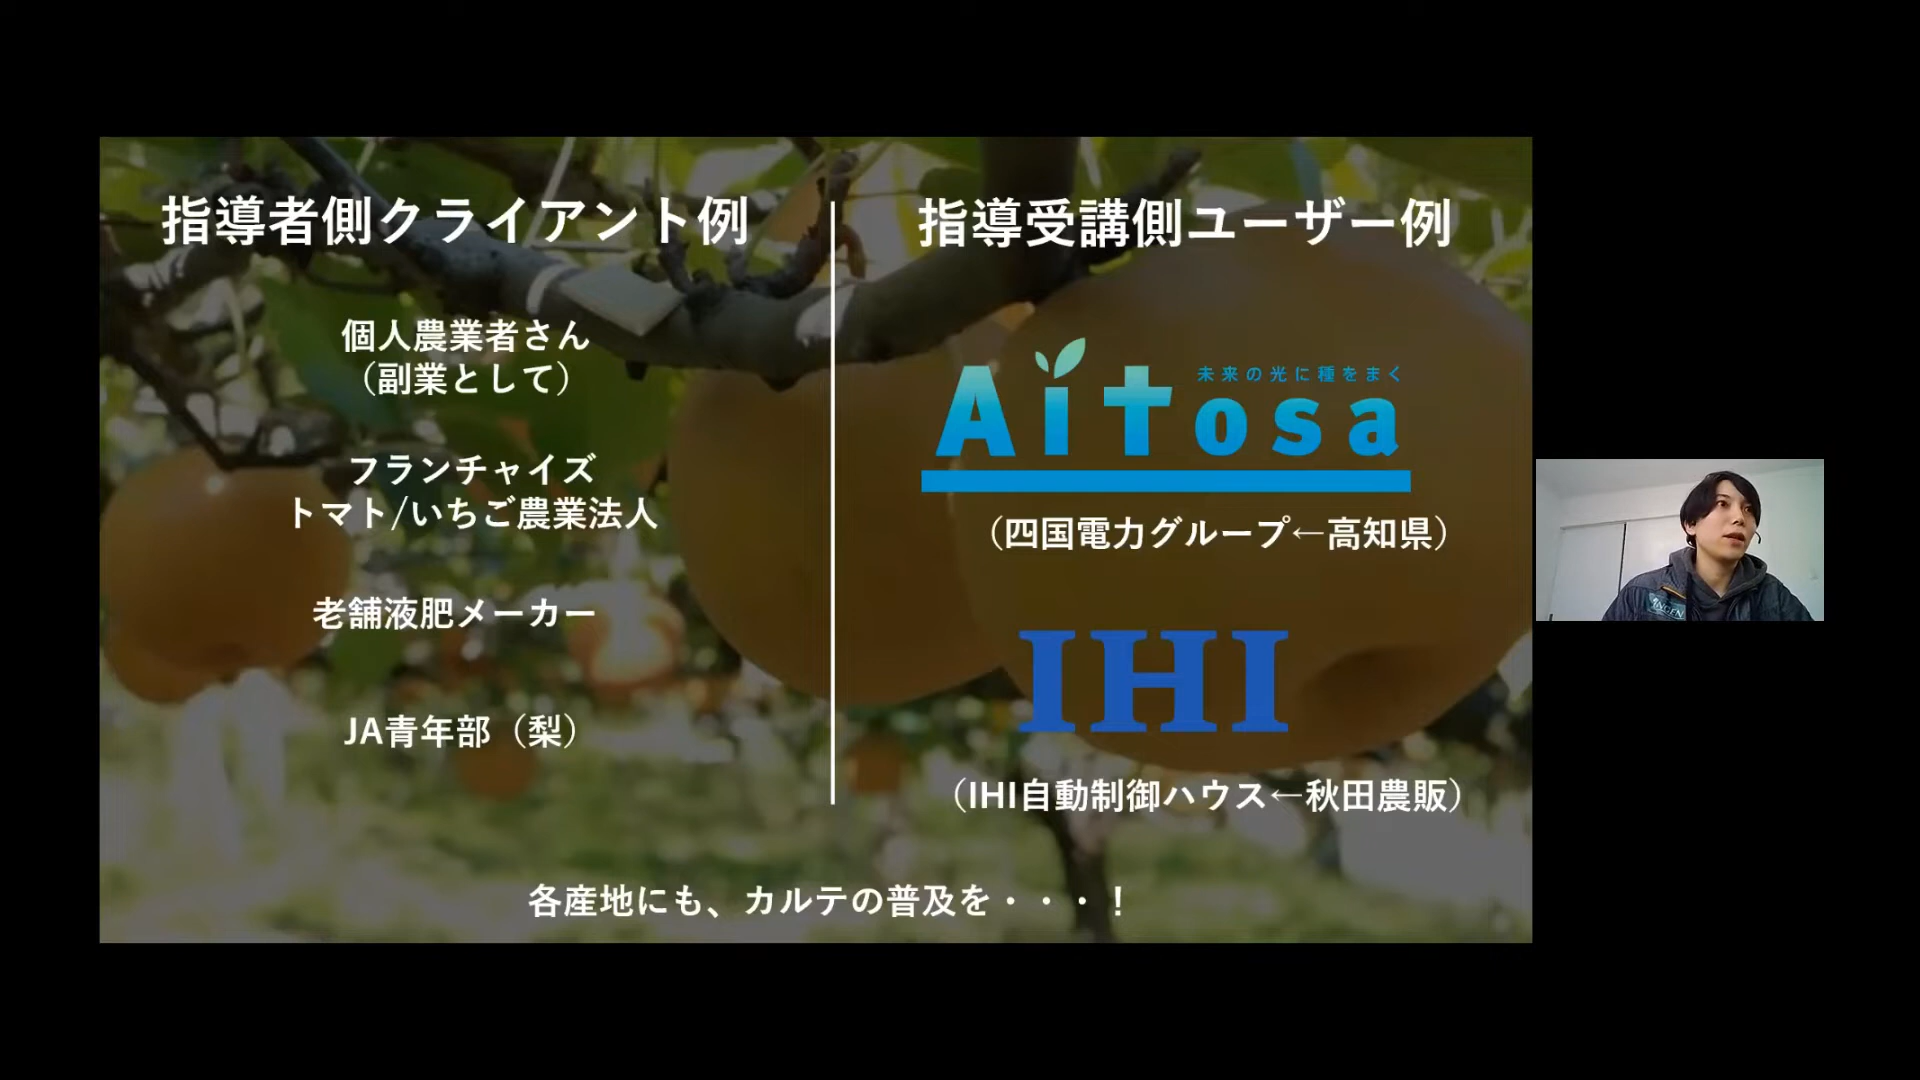 指導者側クライアント例
個人農業者さん
（副業として）
フランチャイズ
トマト/いちご農業法人
老舗液肥メーカー
JA青年部（梨）
指導受講側ユーザー例
未来の光に種をまく
Aitosa
（四国電力グループ←高知県）
IHI
（IHI自動制御ハウス←秋田農販）
各産地にも、カルテの普及を・・・！